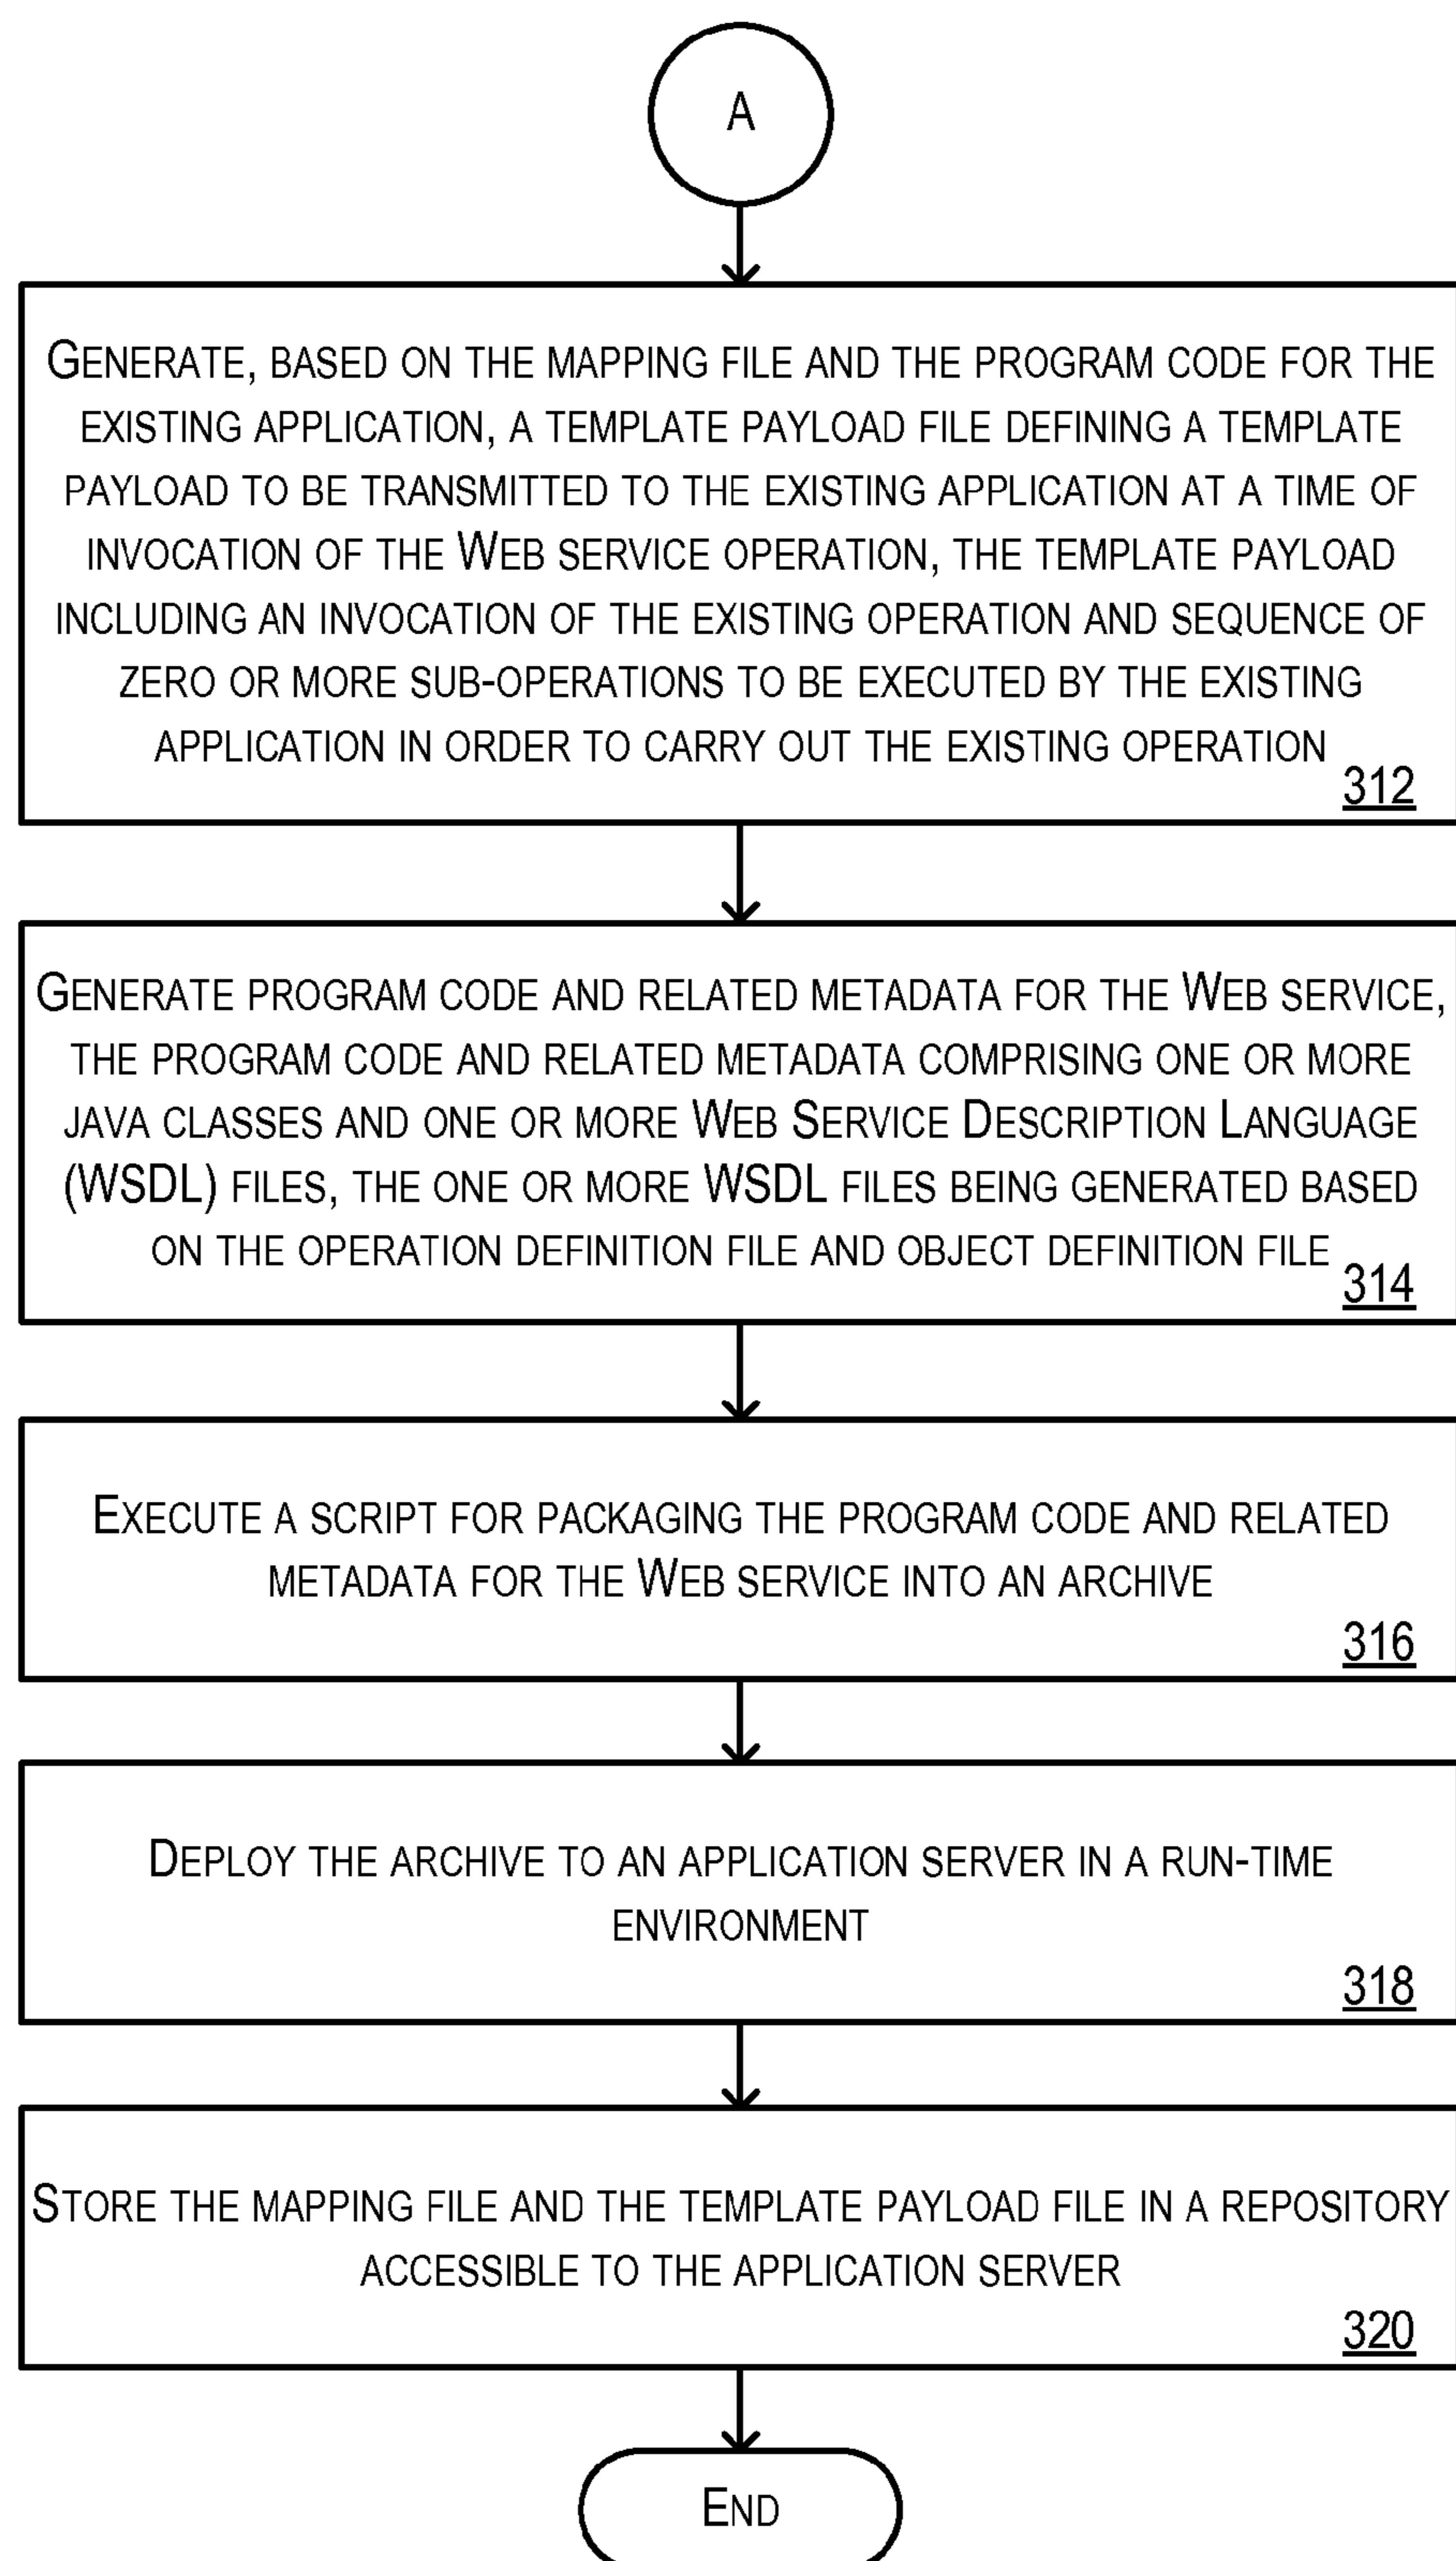 A
GENERATE, BASED ON THE MAPPING FILE AND THE PROGRAM CODE FOR THE
EXISTING APPLICATION, A TEMPLATE PAYLOAD FILE DEFINING A TEMPLATE
PAYLOAD TO BE TRANSMITTED TO THE EXISTING APPLICATION AT A TIME OF
INVOCATION OF THE WEB SERVICE OPERATION, THE TEMPLATE PAYLOAD
INCLUDING AN INVOCATION OF THE EXISTING OPERATION AND SEQUENCE OF
ZERO OR MORE SUB-OPERATIONS TO BE EXECUTED BY THE EXISTING
APPLICATION IN ORDER TO CARRY OUT THE EXISTING OPERATION
312
GENERATE PROGRAM CODE AND RELATED METADATA FOR THE WEB SERVICE,
THE PROGRAM CODE AND RELATED METADATA COMPRISING ONE OR MORE
JAVA CLASSES AND ONE OR MORE WEB SERVICE DESCRIPTION LANGUAGE
(WSDL) FILES, THE ONE OR MORE WSDL FILES BEING GENERATED BASED
ON THE OPERATION DEFINITION FILE AND OBJECT DEFINITION FILE
314
EXECUTE A SCRIPT FOR PACKAGING THE PROGRAM CODE AND RELATED
METADATA FOR THE WEB SERVICE INTO AN ARCHIVE
316
DEPLOY THE ARCHIVE TO AN APPLICATION SERVER IN A RUN-TIME
ENVIRONMENT
318
STORE THE MAPPING FILE AND THE TEMPLATE PAYLOAD FILE IN A REPOSITORY
ACCESSIBLE TO THE APPLICATION SERVER
320
END